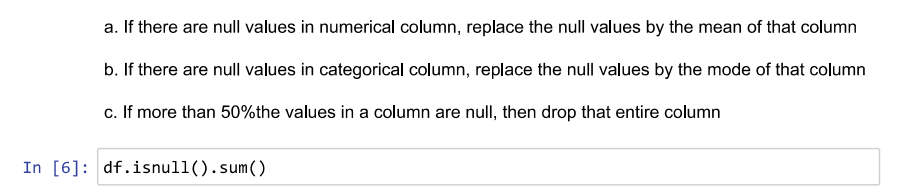 a. If there are null values in numerical column, replace the null values by the mean of that column
b. If there are null values in categorical column, replace the null values by the mode of that column
c. If more than 50%the values in a column are null, then drop that entire column
In [6]: df.isnull().sum()